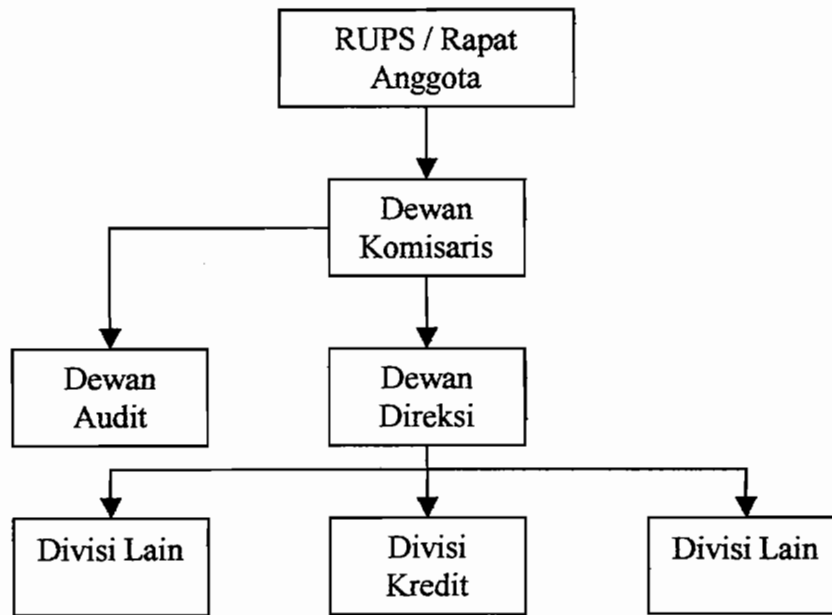 RUPS / Rapat
Anggota
Dewan
Komisaris
Dewan
Audit
Dewan
Direksi
Divisi Lain
Divisi
Kredit
Divisi Lain